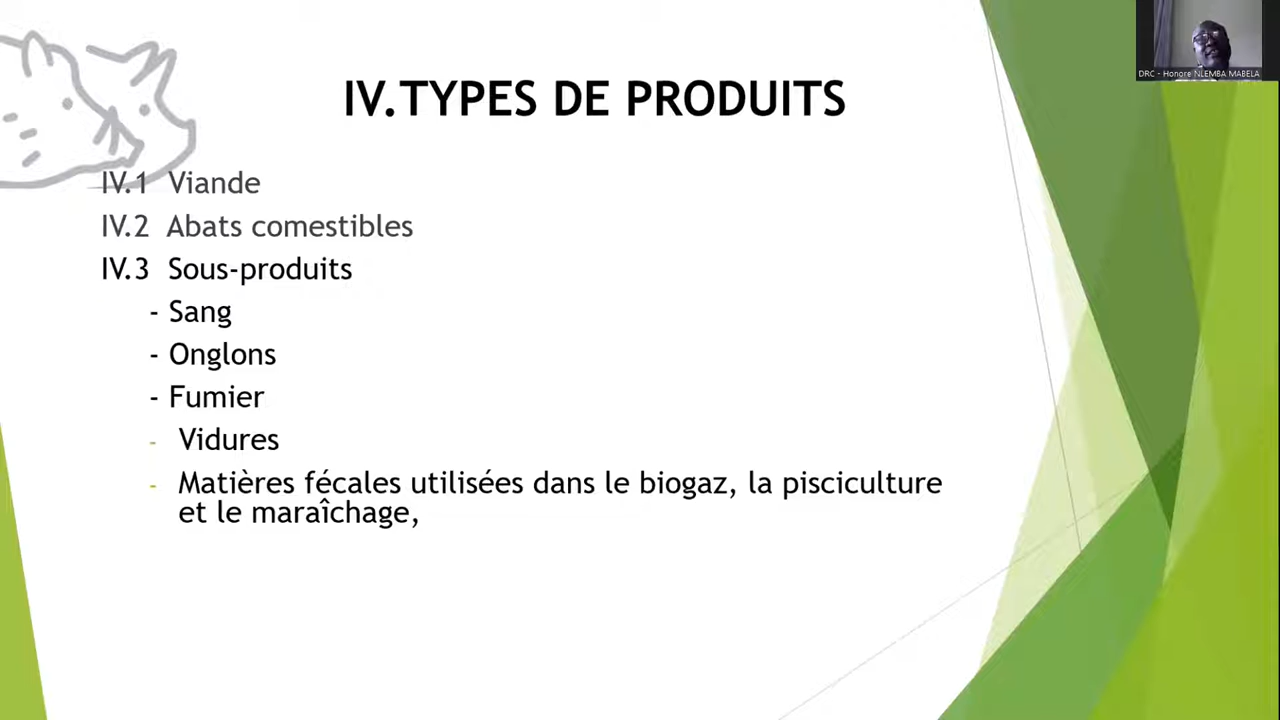 DRC - Honore NLEMBA MABELA
IV.TYPES DE PRODUITS
IV.1 Viande
IV.2 Abats comestibles
IV.3 Sous-produits
- Sang
- Onglons
- Fumier
- Vidures
- Matières fécales utilisées dans le biogaz, la pisciculture
et le maraîchage,